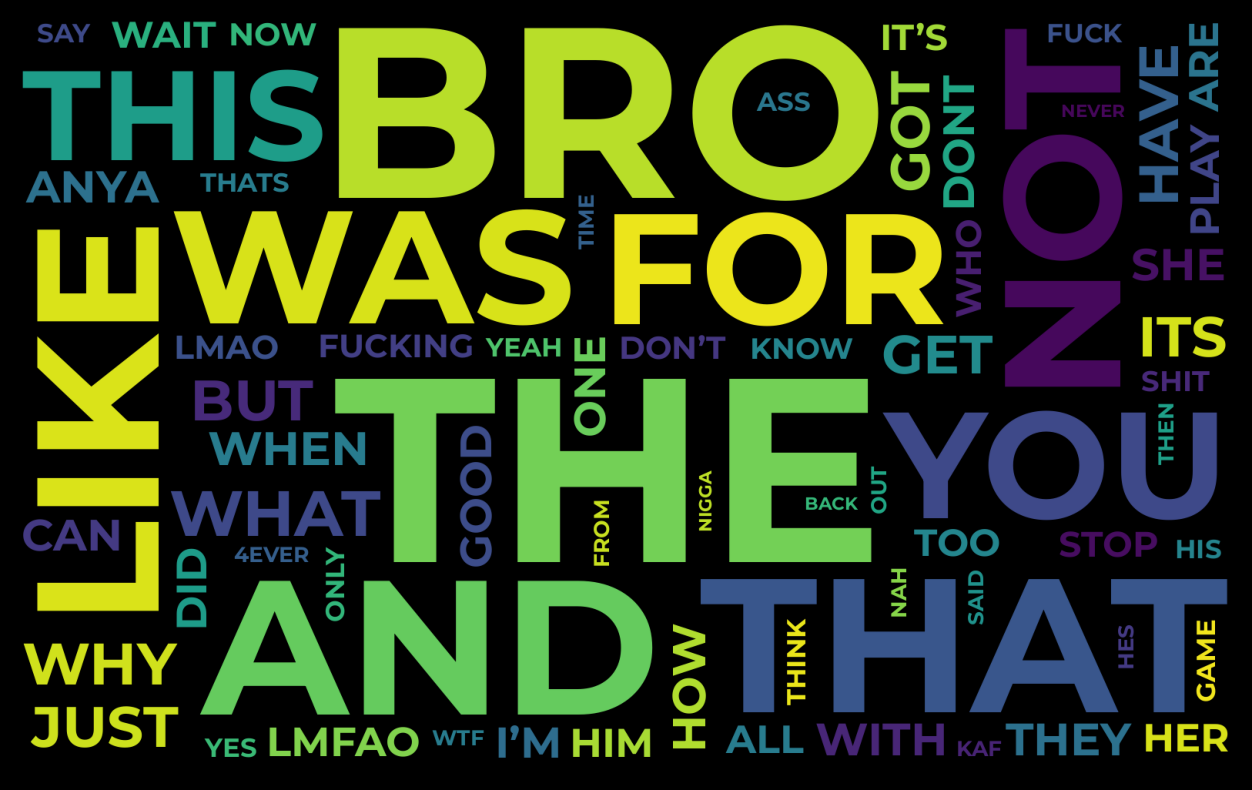 SAY
WAIT
NOW
BRO
IT'S
NOT
FUCK
HAVE
ARE
THIS
ASS
GOT
DONT
NEVER
PLAY
ANYA
THATS
LIKE
WAS
TIME
FOR
WHO
SHE
LMAO
FUCKING
YEAH
ONE
DON'T
KNOW
GET
ITS
SHIT
BUT
THE
YOU
THEN
WHEN
GOOD
WHAT
FROM
NIGGA
BACK
OUT
CAN
4EVER
TOO
STOP
HIS
DID
ONLY
AND
THAT
NAH
SAID
WHY
HOW
THINK
HES
GAME
JUST
YES
LMFAO
WTF
I'M
HIM
ALL
WITH
KAF
THEY
HER